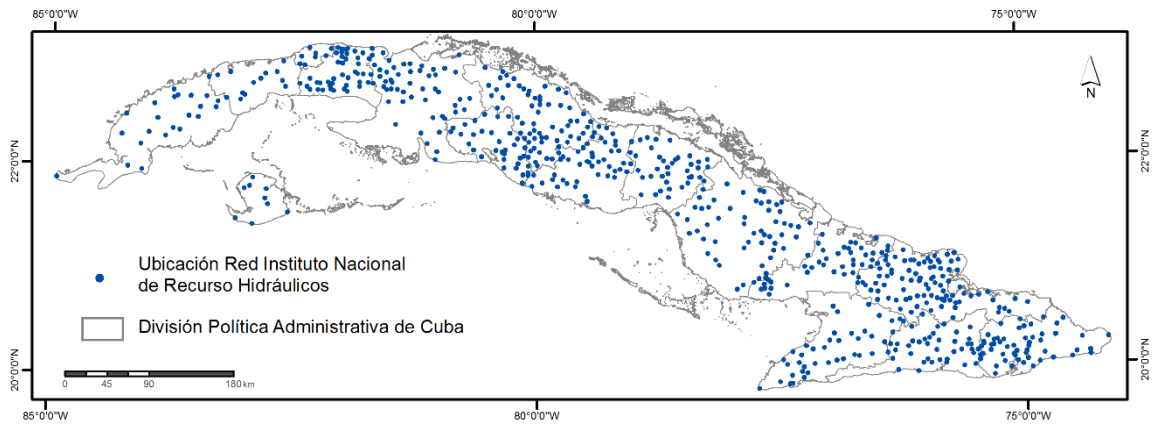 85°0'0"W
80°0'0"W
75°0'0"W
N
22°0'0"N
22°0'0"N
Ubicación Red Instituto Nacional
de Recurso Hidráulicos
División Política Administrativa de Cuba
20°0'0"N
20°0'0"N
0 45 90 180 km
85°0'0"W
80°0'0"W
75°0'0"W